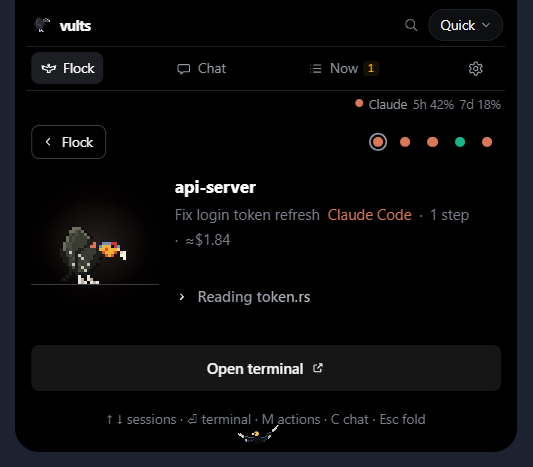 vults
Quick
Flock Chat Now 1
Claude 5h 42% 7d 18%
Flock
api-server
Fix login token refresh Claude Code · 1 step
· ≈$1.84
Reading token.rs
Open terminal
↑↓ sessions · ⏎ terminal · M actions · C chat · Esc fold